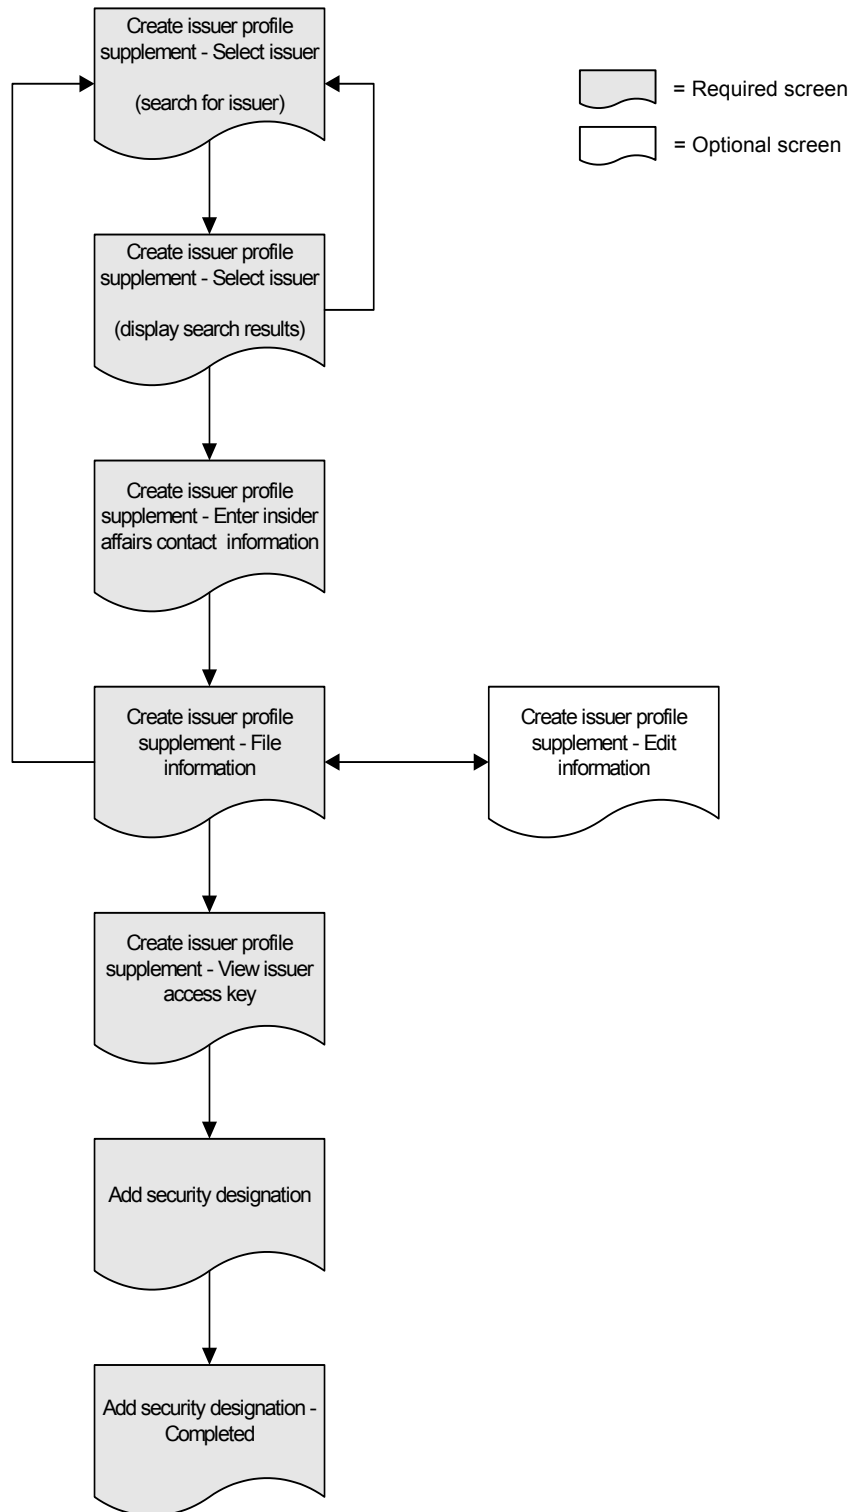 Create issuer profile
supplement - Select issuer
(search for issuer)
= Required screen
= Optional screen
Create issuer profile
supplement - Select issuer
(display search results)
Create issuer profile
supplement - Enter insider
affairs contact information
Create issuer profile
supplement - File
information
Create issuer profile
supplement - Edit
information
Create issuer profile
supplement - View issuer
access key
Add security designation
Add security designation -
Completed